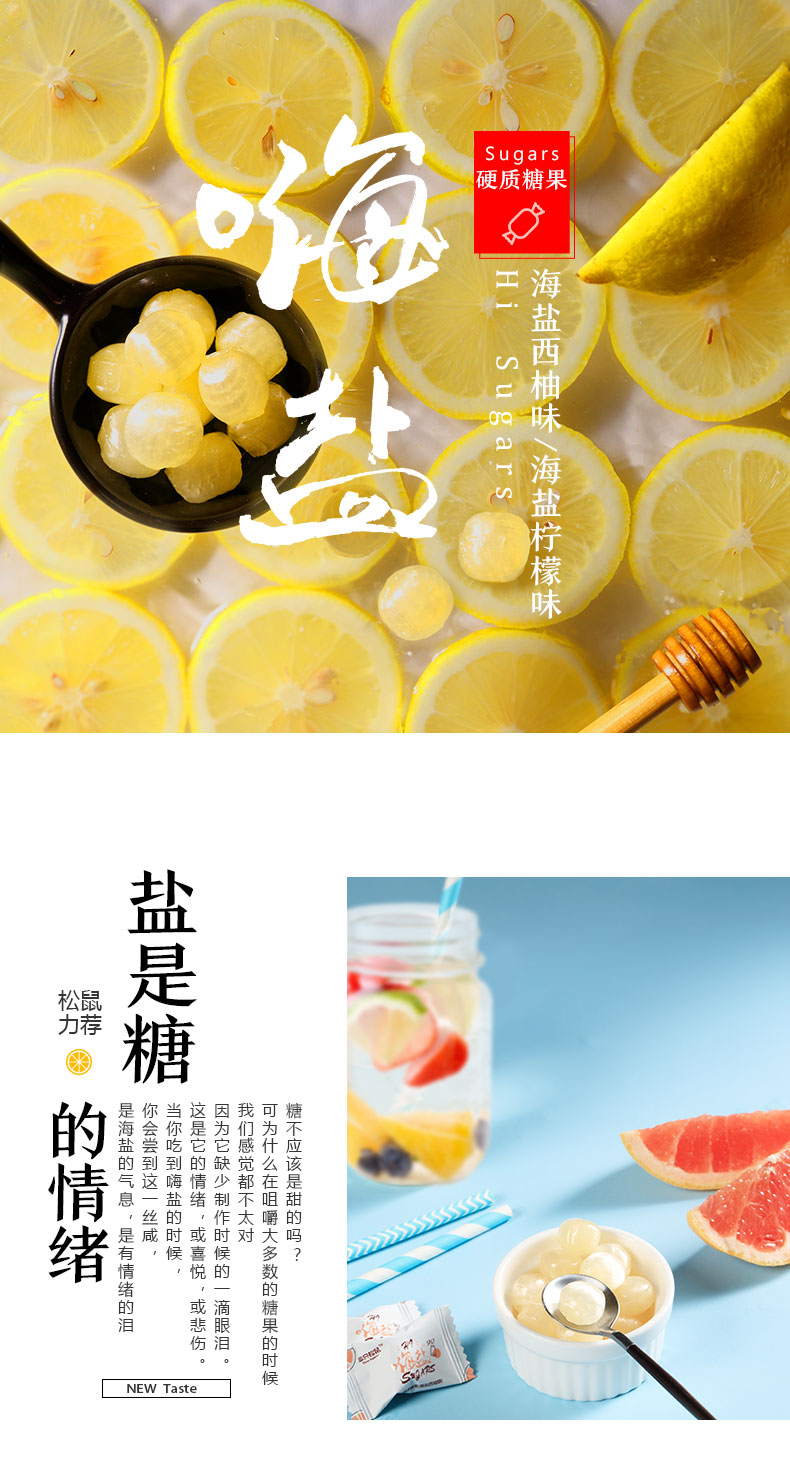 嗨盐
Sugars
硬质糖果
海盐西柚味/海盐柠檬味
Hi Sugars
盐是糖
的情绪
松鼠
力荐
糖不应该是甜的吗？
可为什么在咀嚼大多数的糖果的时候
我们感觉都不太对
因为它缺少制作时候的一滴眼泪。
这是它的情绪，或喜悦，或悲伤。
当你吃到嗨盐的时候，
你会尝到这一丝咸，
是海盐的气息，是有情绪的泪
NEW Taste
Hi
嗨盐
SUGARS